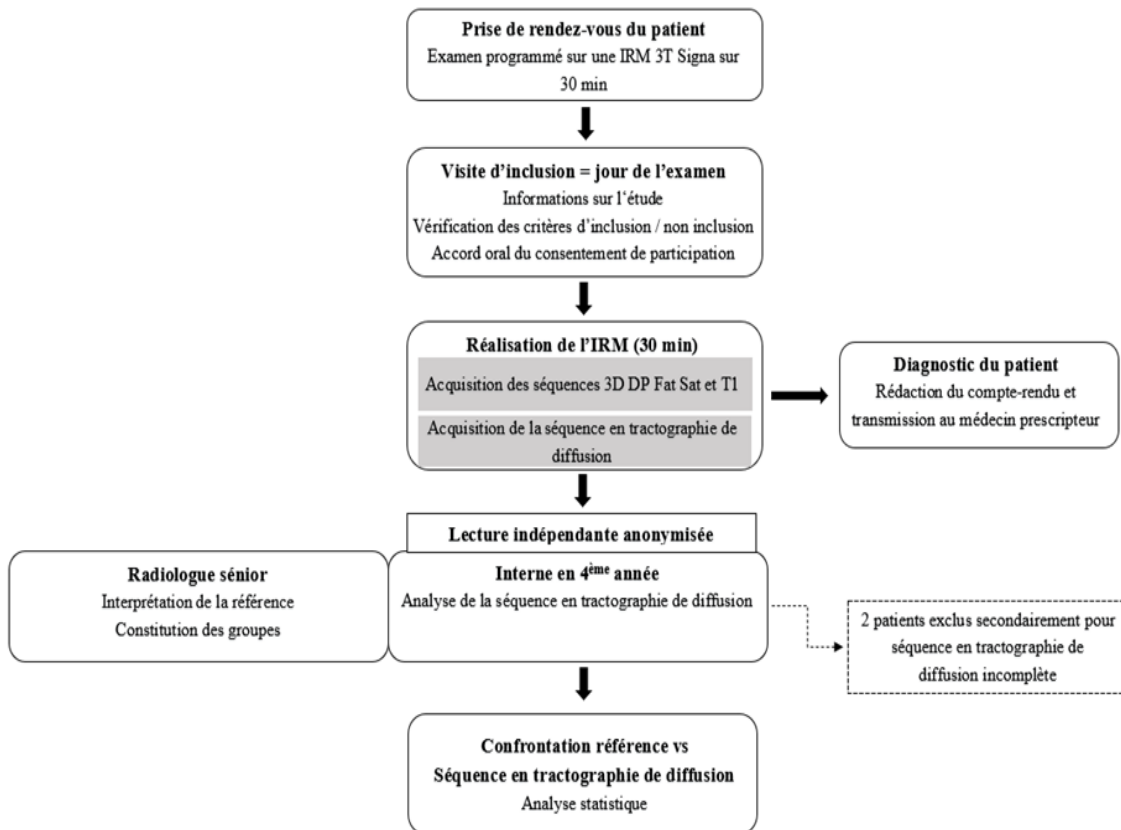 Prise de rendez-vous du patient
Examen programmé sur une IRM 3T Signa sur
30 min
Visite d'inclusion = jour de l'examen
Informations sur l'étude
Vérification des critères d'inclusion / non inclusion
Accord oral du consentement de participation
Réalisation de l'IRM (30 min)
Acquisition des séquences 3D DP Fat Sat et T1
Acquisition de la séquence en tractographie de
diffusion
Diagnostic du patient
Rédaction du compte-rendu et
transmission au médecin prescripteur
Lecture indépendante anonymisée
Radiologue sénior
Interprétation de la référence
Constitution des groupes
Interne en 4ème année
Analyse de la séquence en tractographie de diffusion
2 patients exclus secondairement pour
séquence en tractographie de
diffusion incomplète
Confrontation référence vs
Séquence en tractographie de diffusion
Analyse statistique